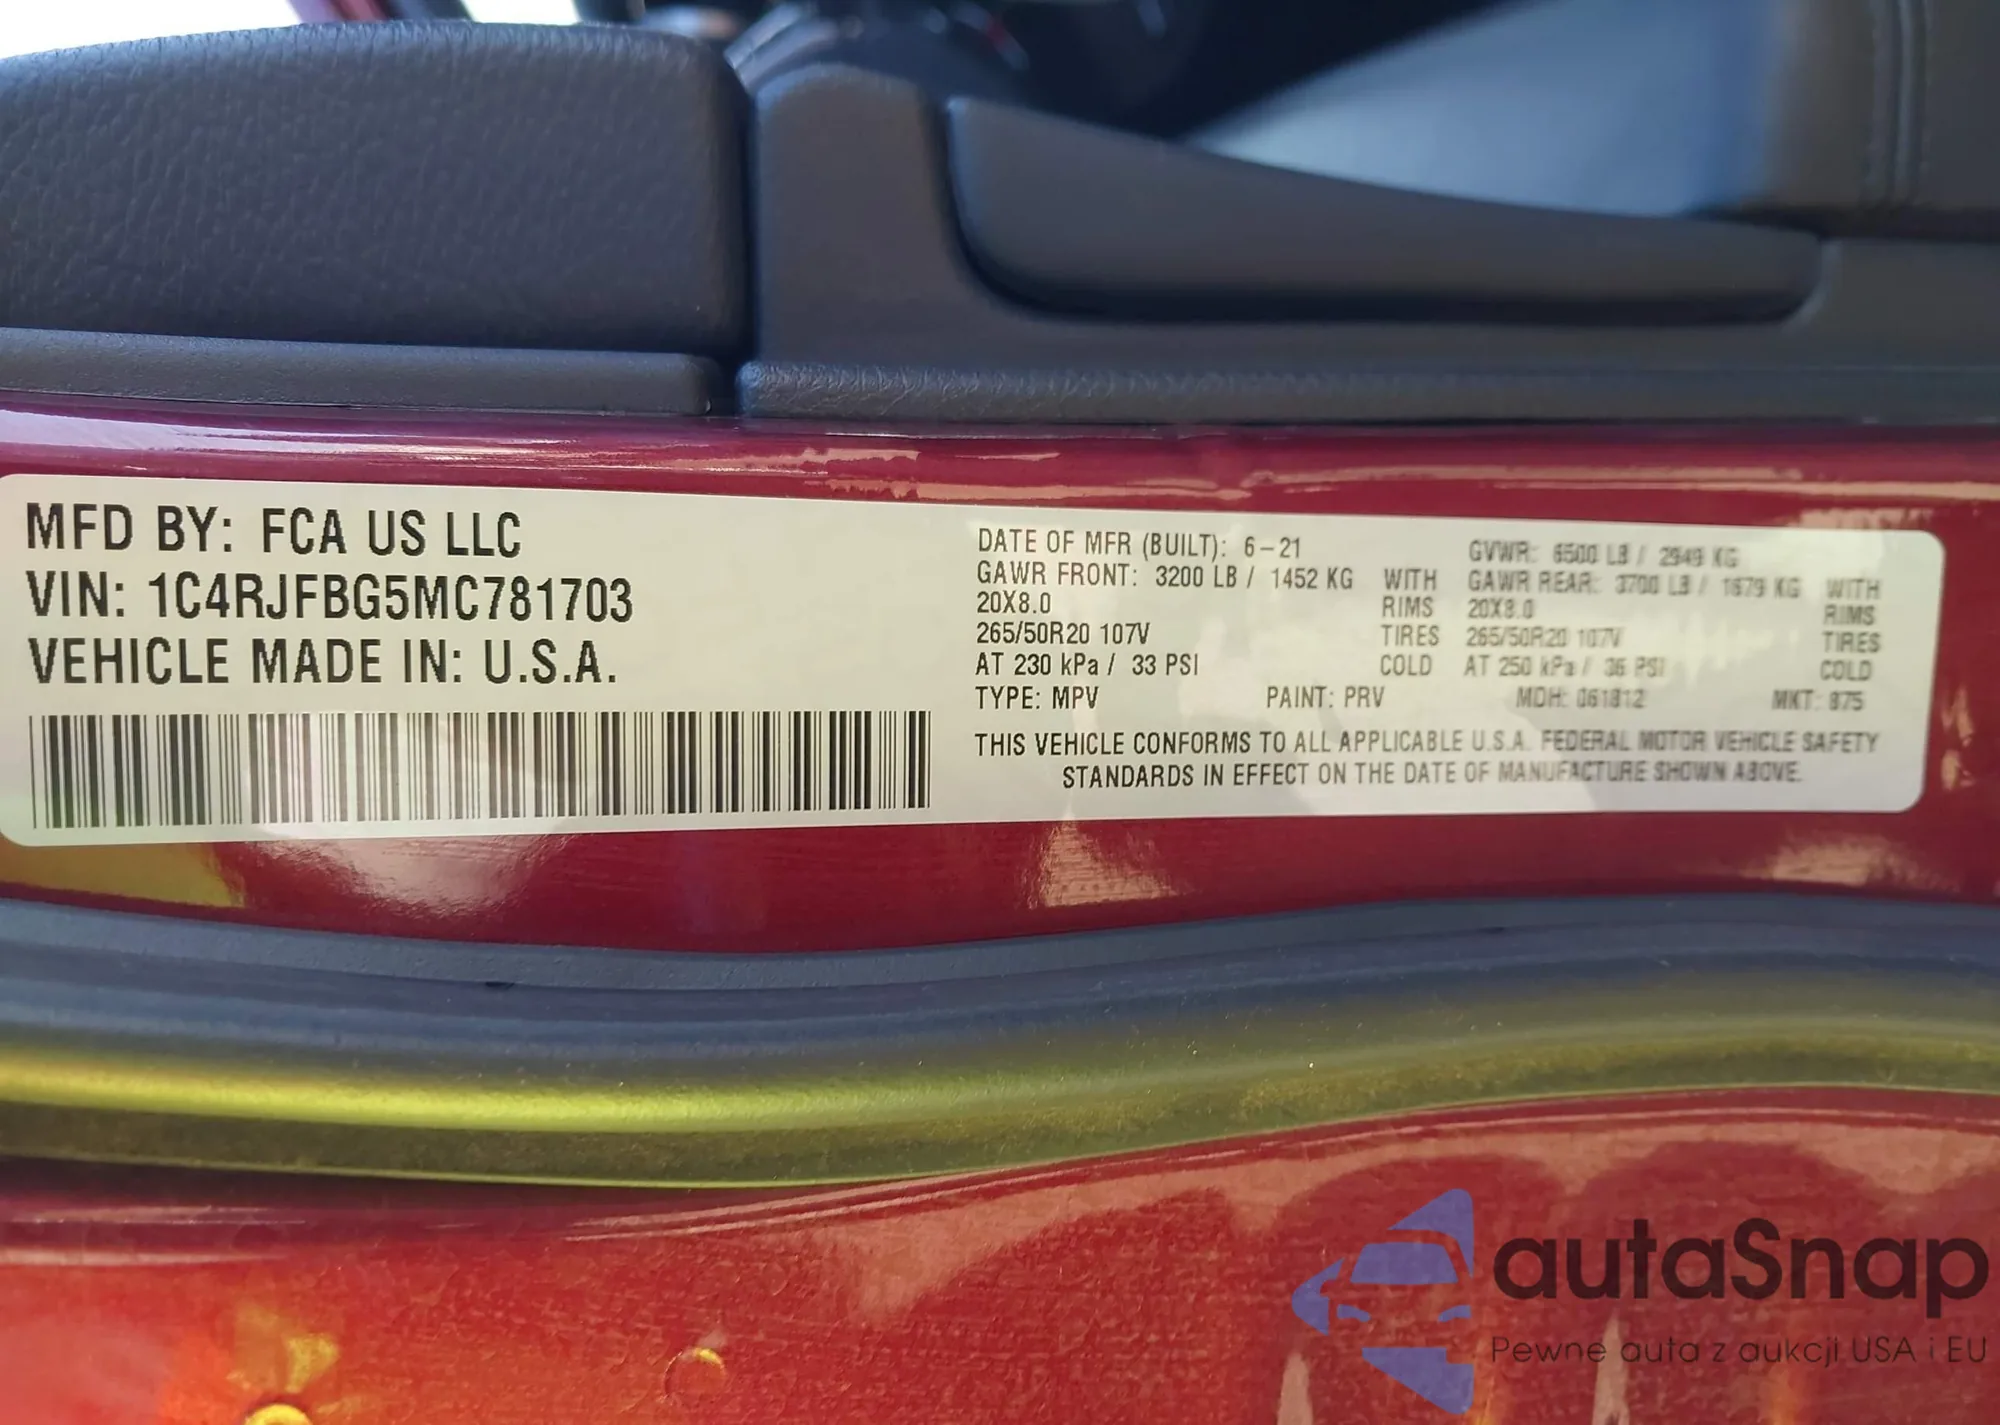 MFD BY: FCA US LLC
VIN: 1C4RJFBG5MC781703
VEHICLE MADE IN: U.S.A.
DATE OF MFR (BUILT): 6-21 GVWR: 6500 LB / 2949 KG
GAWR FRONT: 3200 LB / 1452 KG WITH GAWR REAR: 3700 LB / 1679 KG WITH
20X8.0 RIMS 20X8.0 RIMS
265/50R20 107V TIRES 265/50R20 107V TIRES
AT 230 kPa / 33 PSI COLD AT 250 kPa / 36 PSI COLD
TYPE: MPV PAINT: PRV MDH: 061812 MKT: 875
THIS VEHICLE CONFORMS TO ALL APPLICABLE U.S.A. FEDERAL MOTOR VEHICLE SAFETY
STANDARDS IN EFFECT ON THE DATE OF MANUFACTURE SHOWN ABOVE.
autaSnap
Pewne auta z aukcji USA i EU